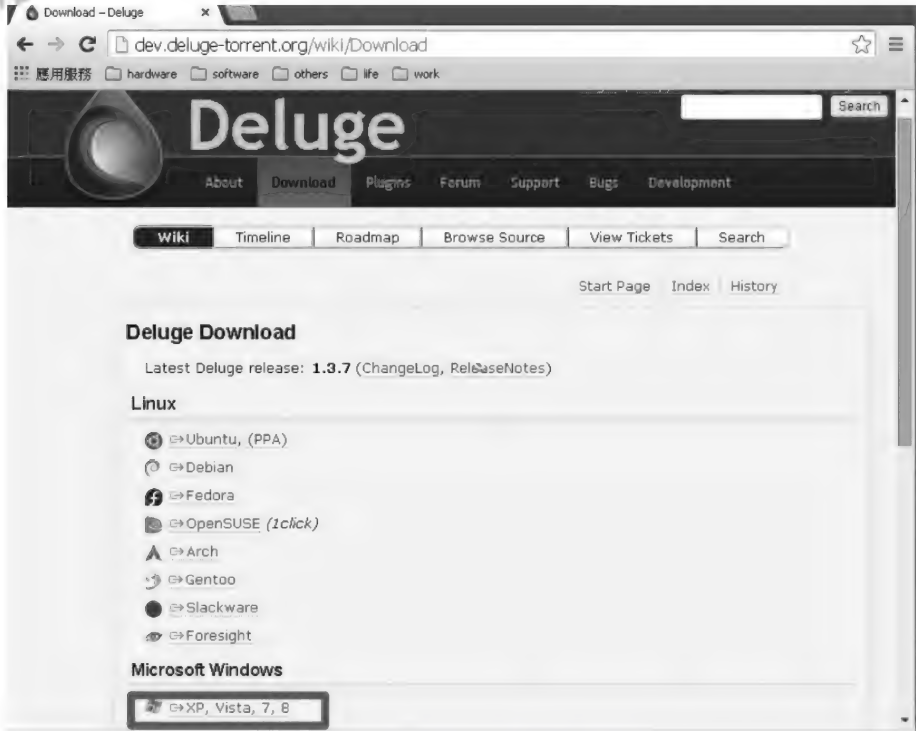 Download – Deluge
dev.deluge-torrent.org/wiki/Download
應用服務 hardware software others life work
Deluge
Search
About Download Plugins Forum Support Bugs Development
Wiki Timeline Roadmap Browse Source View Tickets Search
Start Page Index History
Deluge Download
Latest Deluge release: 1.3.7 (ChangeLog, ReleaseNotes)
Linux
Ubuntu, (PPA)
Debian
Fedora
OpenSUSE (1click)
Arch
Gentoo
Slackware
Foresight
Microsoft Windows
XP, Vista, 7, 8